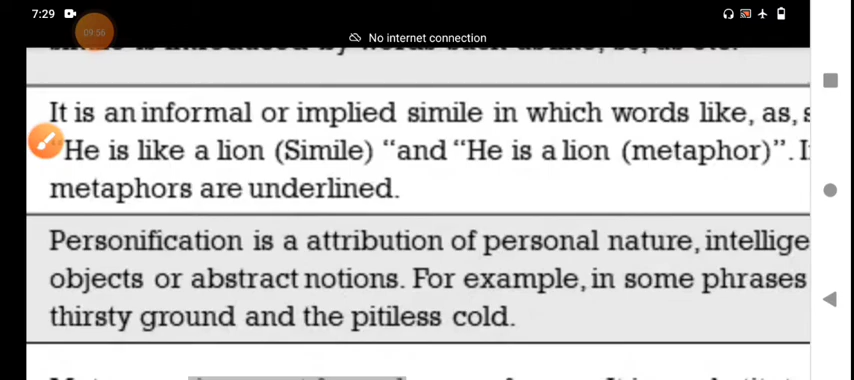 7:29
09:56
No internet connection
It is an informal or implied simile in which words like, as, s
"He is like a lion (Simile) "and "He is a lion (metaphor)". I
metaphors are underlined.
Personification is a attribution of personal nature, intellige
objects or abstract notions. For example, in some phrases
thirsty ground and the pitiless cold.